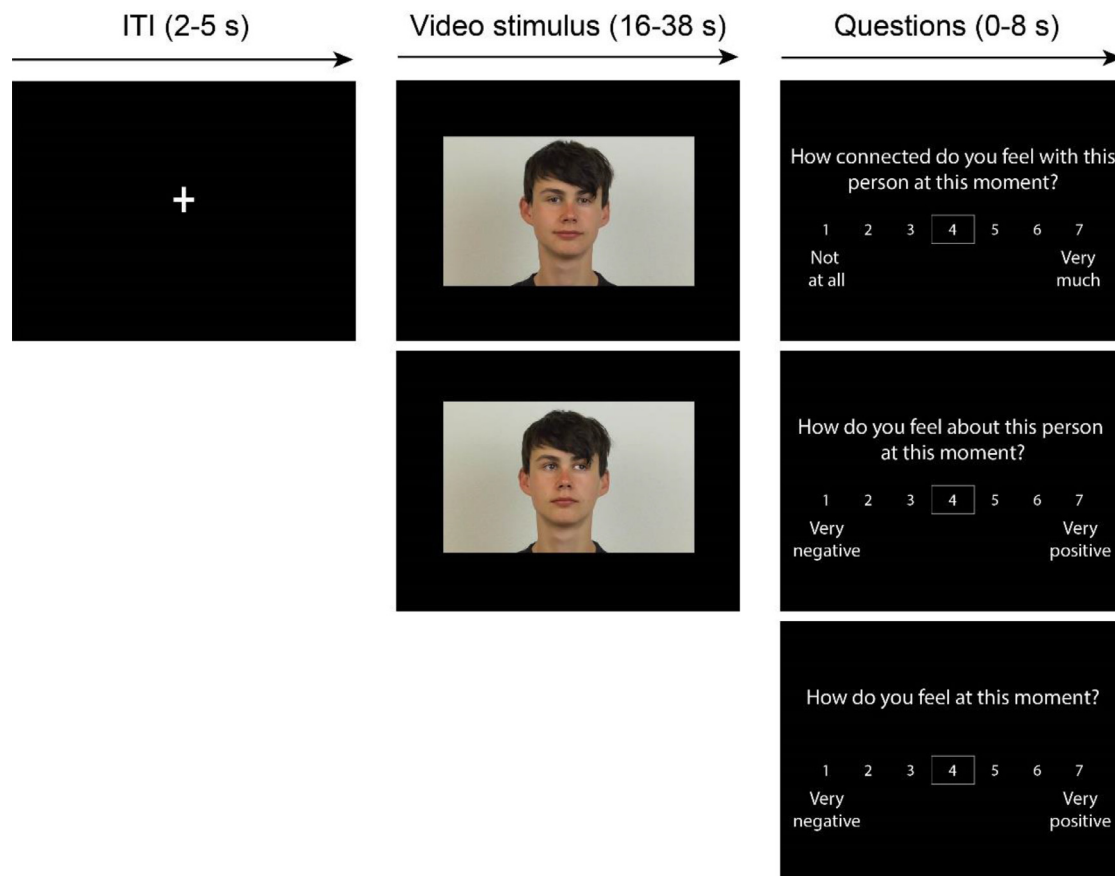 ITI (2-5 s)
Video stimulus (16-38 s)
Questions (0-8 s)
+
How connected do you feel with this
person at this moment?
1 2 3 4 5 6 7
Not
at all
Very
much
How do you feel about this person
at this moment?
1 2 3 4 5 6 7
Very
negative
Very
positive
How do you feel at this moment?
1 2 3 4 5 6 7
Very
negative
Very
positive